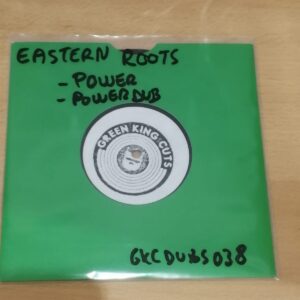 EASTERN ROOTS
- POWER
- POWER DUB
GREEN KING CUTS
GKCDUBS038